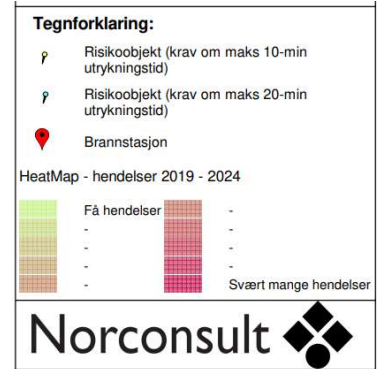 Tegnforklaring:
Risikoobjekt (krav om maks 10-min
utrykningstid)
Risikoobjekt (krav om maks 20-min
utrykningstid)
Brannstasjon
HeatMap - hendelser 2019 - 2024
Få hendelser -
- -
- -
- -
- Svært mange hendelser
Norconsult